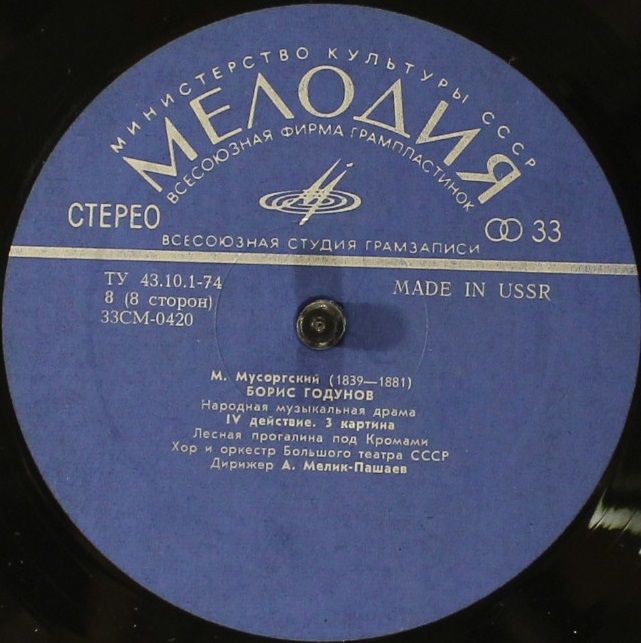 МИНИСТЕРСТВО КУЛЬТУРЫ СССР
МЕЛОДИЯ
ВСЕСОЮЗНАЯ ФИРМА ГРАМПЛАСТИНОК
СТЕРЕО
33
ВСЕСОЮЗНАЯ СТУДИЯ ГРАМЗАПИСИ
ТУ 43.10.1-74
MADE IN USSR
8 (8 сторон)
33СМ-0420
М. Мусоргский (1839—1881)
БОРИС ГОДУНОВ
Народная музыкальная драма
IV действие. 3 картина
Лесная прогалина под Кромами
Хор и оркестр Большого театра СССР
Дирижер А. Мелик-Пашаев